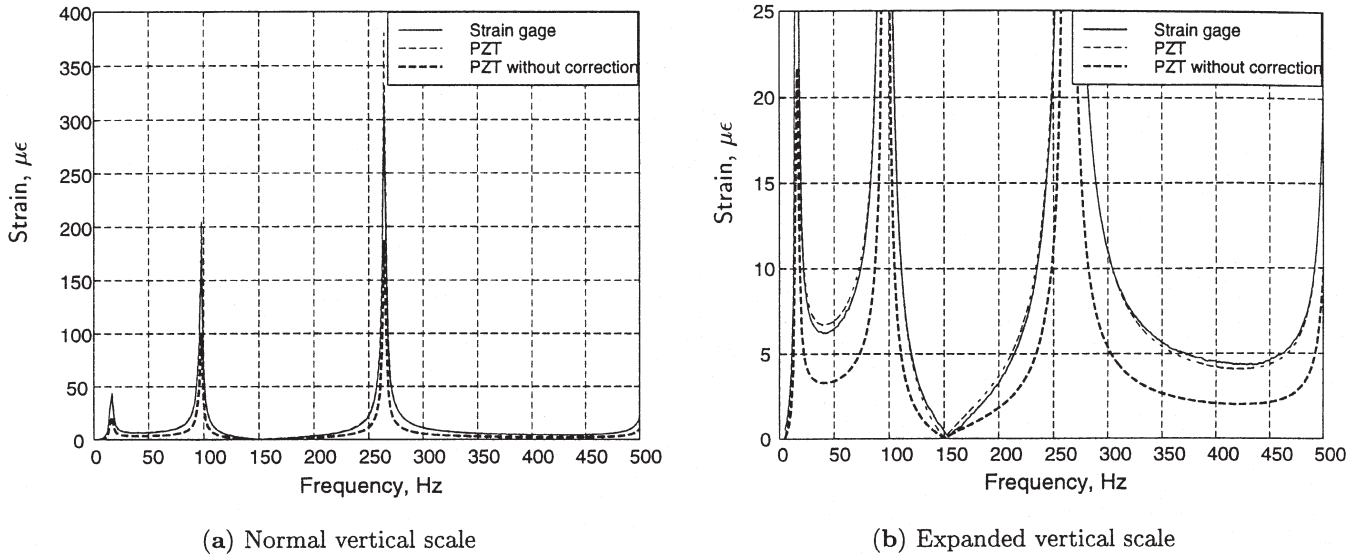 400
350
300
250
200
150
100
50
0
Strain, με
Strain gage
PZT
PZT without correction
0 50 100 150 200 250 300 350 400 450 500
Frequency, Hz
(a) Normal vertical scale
25
20
15
10
5
0
Strain, με
Strain gage
PZT
PZT without correction
0 50 100 150 200 250 300 350 400 450 500
Frequency, Hz
(b) Expanded vertical scale